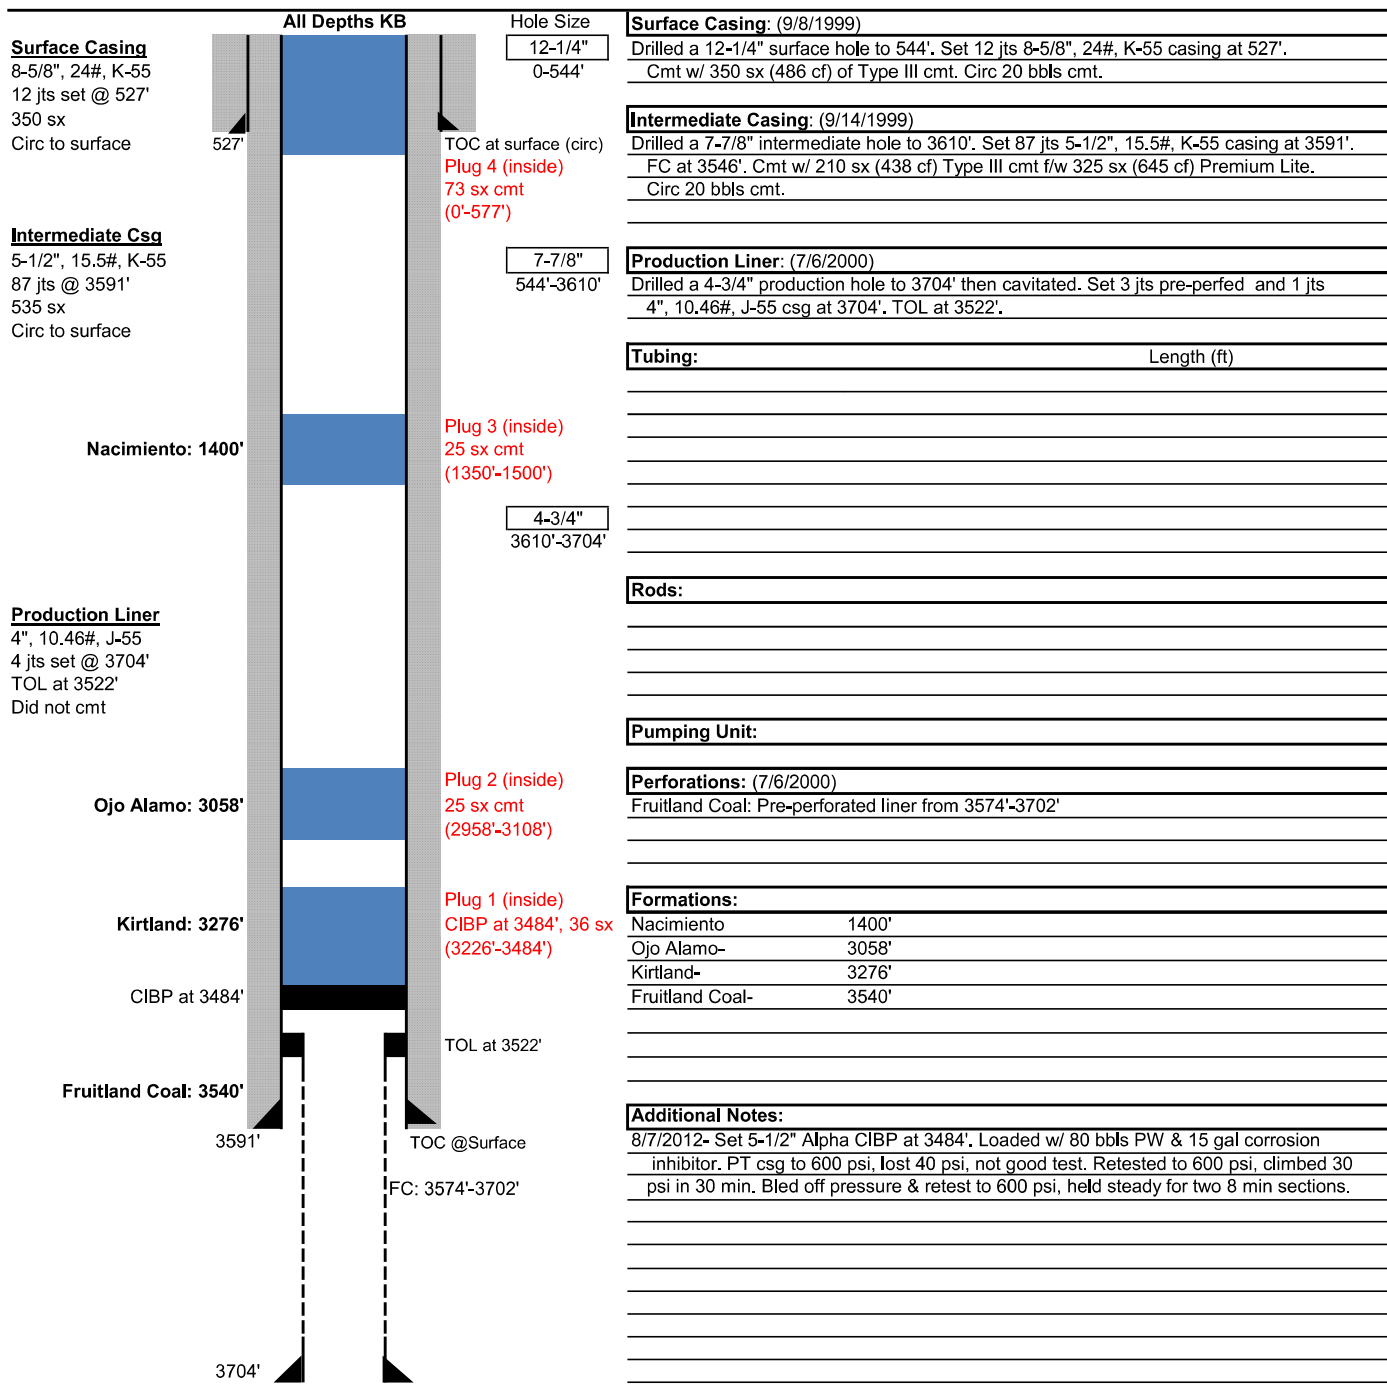 All Depths KB
Hole Size
Surface Casing
8-5/8", 24#, K-55
12 jts set @ 527'
350 sx
Circ to surface
527'
12-1/4"
0-544'
TOC at surface (circ)
Plug 4 (inside)
73 sx cmt
(0'-577')
Intermediate Csg
5-1/2", 15.5#, K-55
87 jts @ 3591'
535 sx
Circ to surface
7-7/8"
544'-3610'
Nacimiento: 1400'
Plug 3 (inside)
25 sx cmt
(1350'-1500')
4-3/4"
3610'-3704'
Production Liner
4", 10.46#, J-55
4 jts set @ 3704'
TOL at 3522'
Did not cmt
Ojo Alamo: 3058'
Plug 2 (inside)
25 sx cmt
(2958'-3108')
Kirtland: 3276'
Plug 1 (inside)
CIBP at 3484', 36 sx
(3226'-3484')
CIBP at 3484'
TOL at 3522'
Fruitland Coal: 3540'
3591'
TOC @Surface
FC: 3574'-3702'
3704'
Surface Casing: (9/8/1999)
Drilled a 12-1/4" surface hole to 544'. Set 12 jts 8-5/8", 24#, K-55 casing at 527'.
Cmt w/ 350 sx (486 cf) of Type III cmt. Circ 20 bbls cmt.
Intermediate Casing: (9/14/1999)
Drilled a 7-7/8" intermediate hole to 3610'. Set 87 jts 5-1/2", 15.5#, K-55 casing at 3591'.
FC at 3546'. Cmt w/ 210 sx (438 cf) Type III cmt f/w 325 sx (645 cf) Premium Lite.
Circ 20 bbls cmt.
Production Liner: (7/6/2000)
Drilled a 4-3/4" production hole to 3704' then cavitated. Set 3 jts pre-perfed and 1 jts
4", 10.46#, J-55 csg at 3704'. TOL at 3522'.
Tubing: Length (ft)
Rods:
Pumping Unit:
Perforations: (7/6/2000)
Fruitland Coal: Pre-perforated liner from 3574'-3702'
Formations:
Nacimiento 1400'
Ojo Alamo- 3058'
Kirtland- 3276'
Fruitland Coal- 3540'
Additional Notes:
8/7/2012- Set 5-1/2" Alpha CIBP at 3484'. Loaded w/ 80 bbls PW & 15 gal corrosion
inhibitor. PT csg to 600 psi, lost 40 psi, not good test. Retested to 600 psi, climbed 30
psi in 30 min. Bled off pressure & retest to 600 psi, held steady for two 8 min sections.